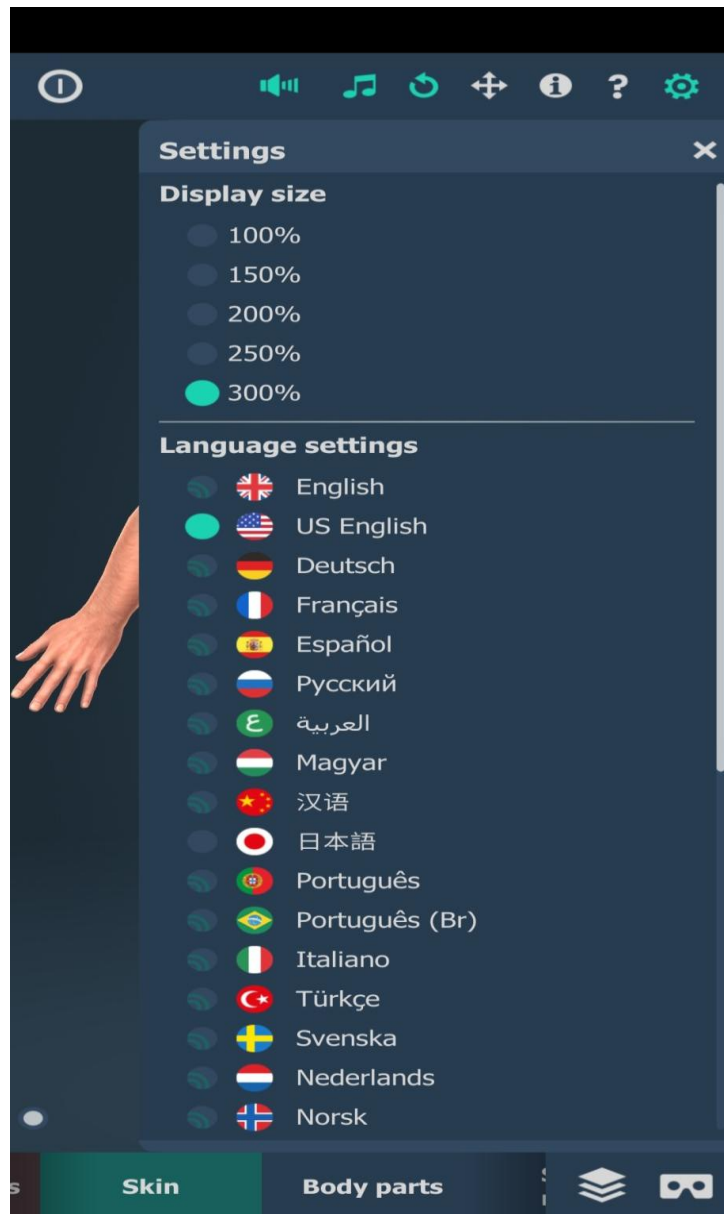 Settings
Display size
100%
150%
200%
250%
300%
Language settings
English
US English
Deutsch
Français
Español
Русский
العربية
Magyar
汉语
日本語
Português
Português (Br)
Italiano
Türkçe
Svenska
Nederlands
Norsk
Skin
Body parts